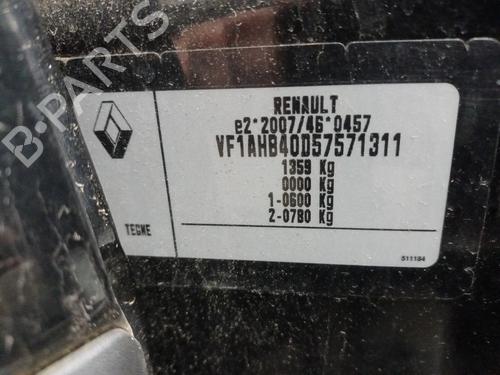 B-PARTS
RENAULT
e2*2007/46*0457
VF1AHB40D57571311
1359 Kg
0000 Kg
1-0600 Kg
2-0780 Kg
TECNE
511184